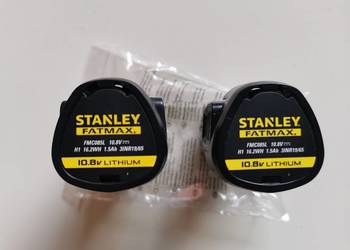 STANLEY
FATMAX
FMC085L 10.8V
H1 16.2WH 1.5Ah 3INR19/65
10.8V LITHIUM
STANLEY
FATMAX
FMC085L 10.8V
H1 16.2WH 1.5Ah 3INR19/65
10.8V LITHIUM